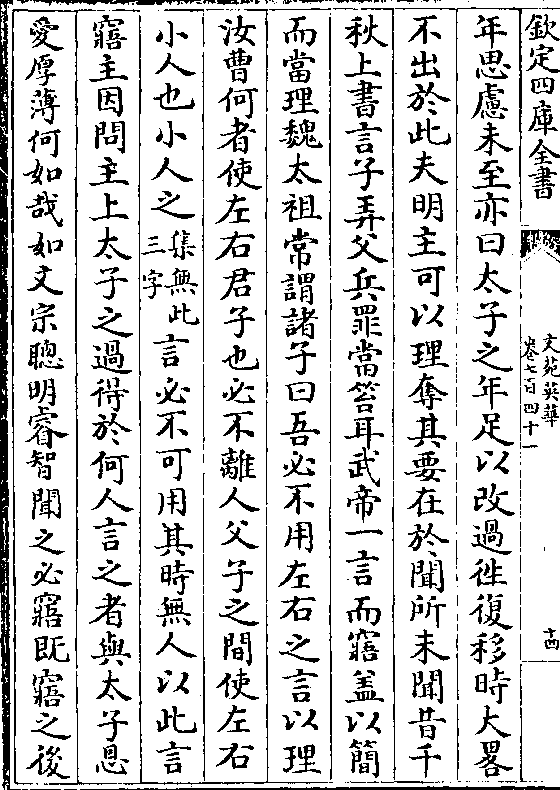 欽定四庫全書
文苑英華
卷七百四十一
十四
年思慮未至亦曰太子之年足以改過徃復移時大畧
不出於此夫明主可以理奪其要在於聞所未聞昔千
秋上書言子弄父兵罪當笞耳武帝一言而寤蓋以簡
而當理魏太祖常謂諸子曰吾必不用左右之言以理
汝曹何者使左右君子也必不離人父子之間使左右
小人也小人之集無此三字言必不可用其時無人以此言
寤主因問主上太子之過得於何人言之者與太子恩
愛厚薄何如哉如文宗聰明睿智聞之必寤既寤之後